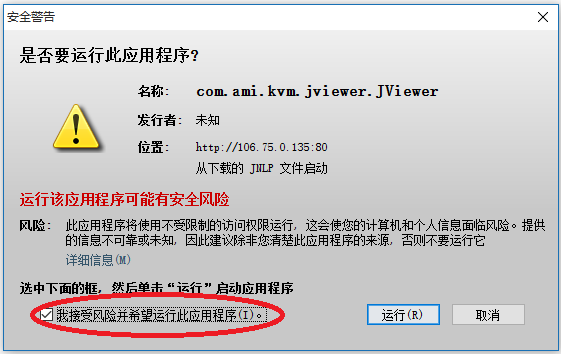 安全警告
是否要运行此应用程序?
名称: com.ami.kvm.jviewer.JViewer
发行者: 未知
位置: http://106.75.0.135:80
从下载的 JNLP 文件启动
运行该应用程序可能有安全风险
风险: 此应用程序将使用不受限制的访问权限运行, 这会使您的计算机和个人信息面临风险。提供
的信息不可靠或未知, 因此建议除非您清楚此应用程序的来源, 否则不要运行它
详细信息(M)
选中下面的框, 然后单击“运行”启动应用程序
我接受风险并希望运行此应用程序(I)。 运行(R) 取消